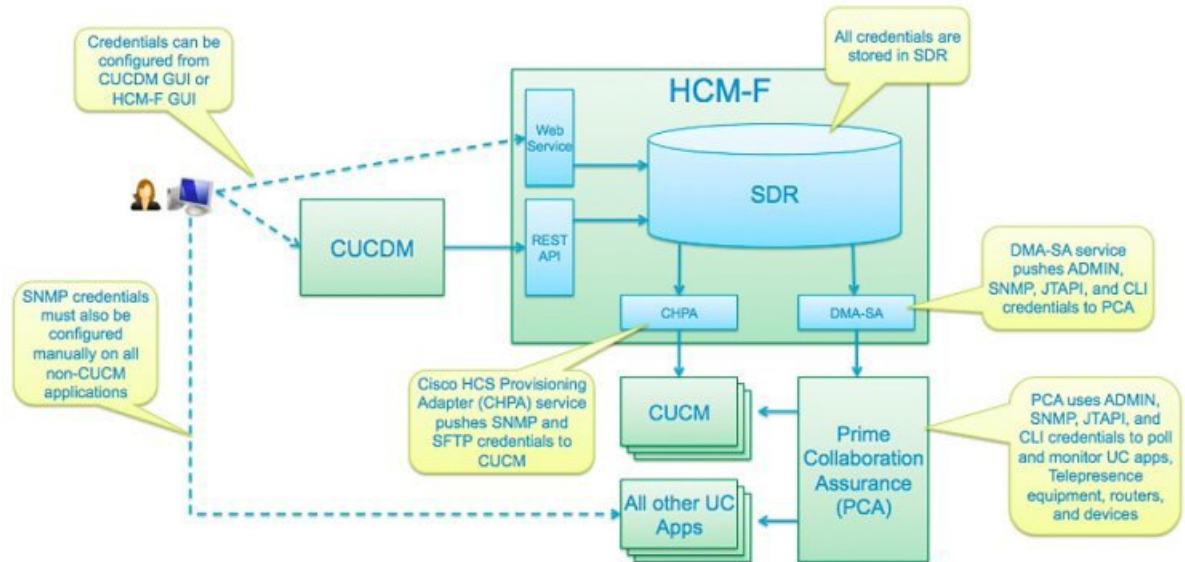 Credentials can be
configured from
CUCDM GUI or
HCM-F GUI
All credentials are
stored in SDR
HCM-F
Web
Service
SDR
REST
API
CUCDM
DMA-SA service
pushes ADMIN,
SNMP, JTAPI, and CLI
credentials to PCA
SNMP credentials
must also be
configured
manually on all
non-CUCM
applications
CHPA
DMA-SA
Cisco HCS Provisioning
Adapter (CHPA) service
pushes SNMP and
SFTP credentials to
CUCM
CUCM
Prime
Collaboration
Assurance
(PCA)
PCA uses ADMIN,
SNMP, JTAPI, and
CLI credentials to poll
and monitor UC apps,
Telepresence
equipment, routers,
and devices
All other UC
Apps